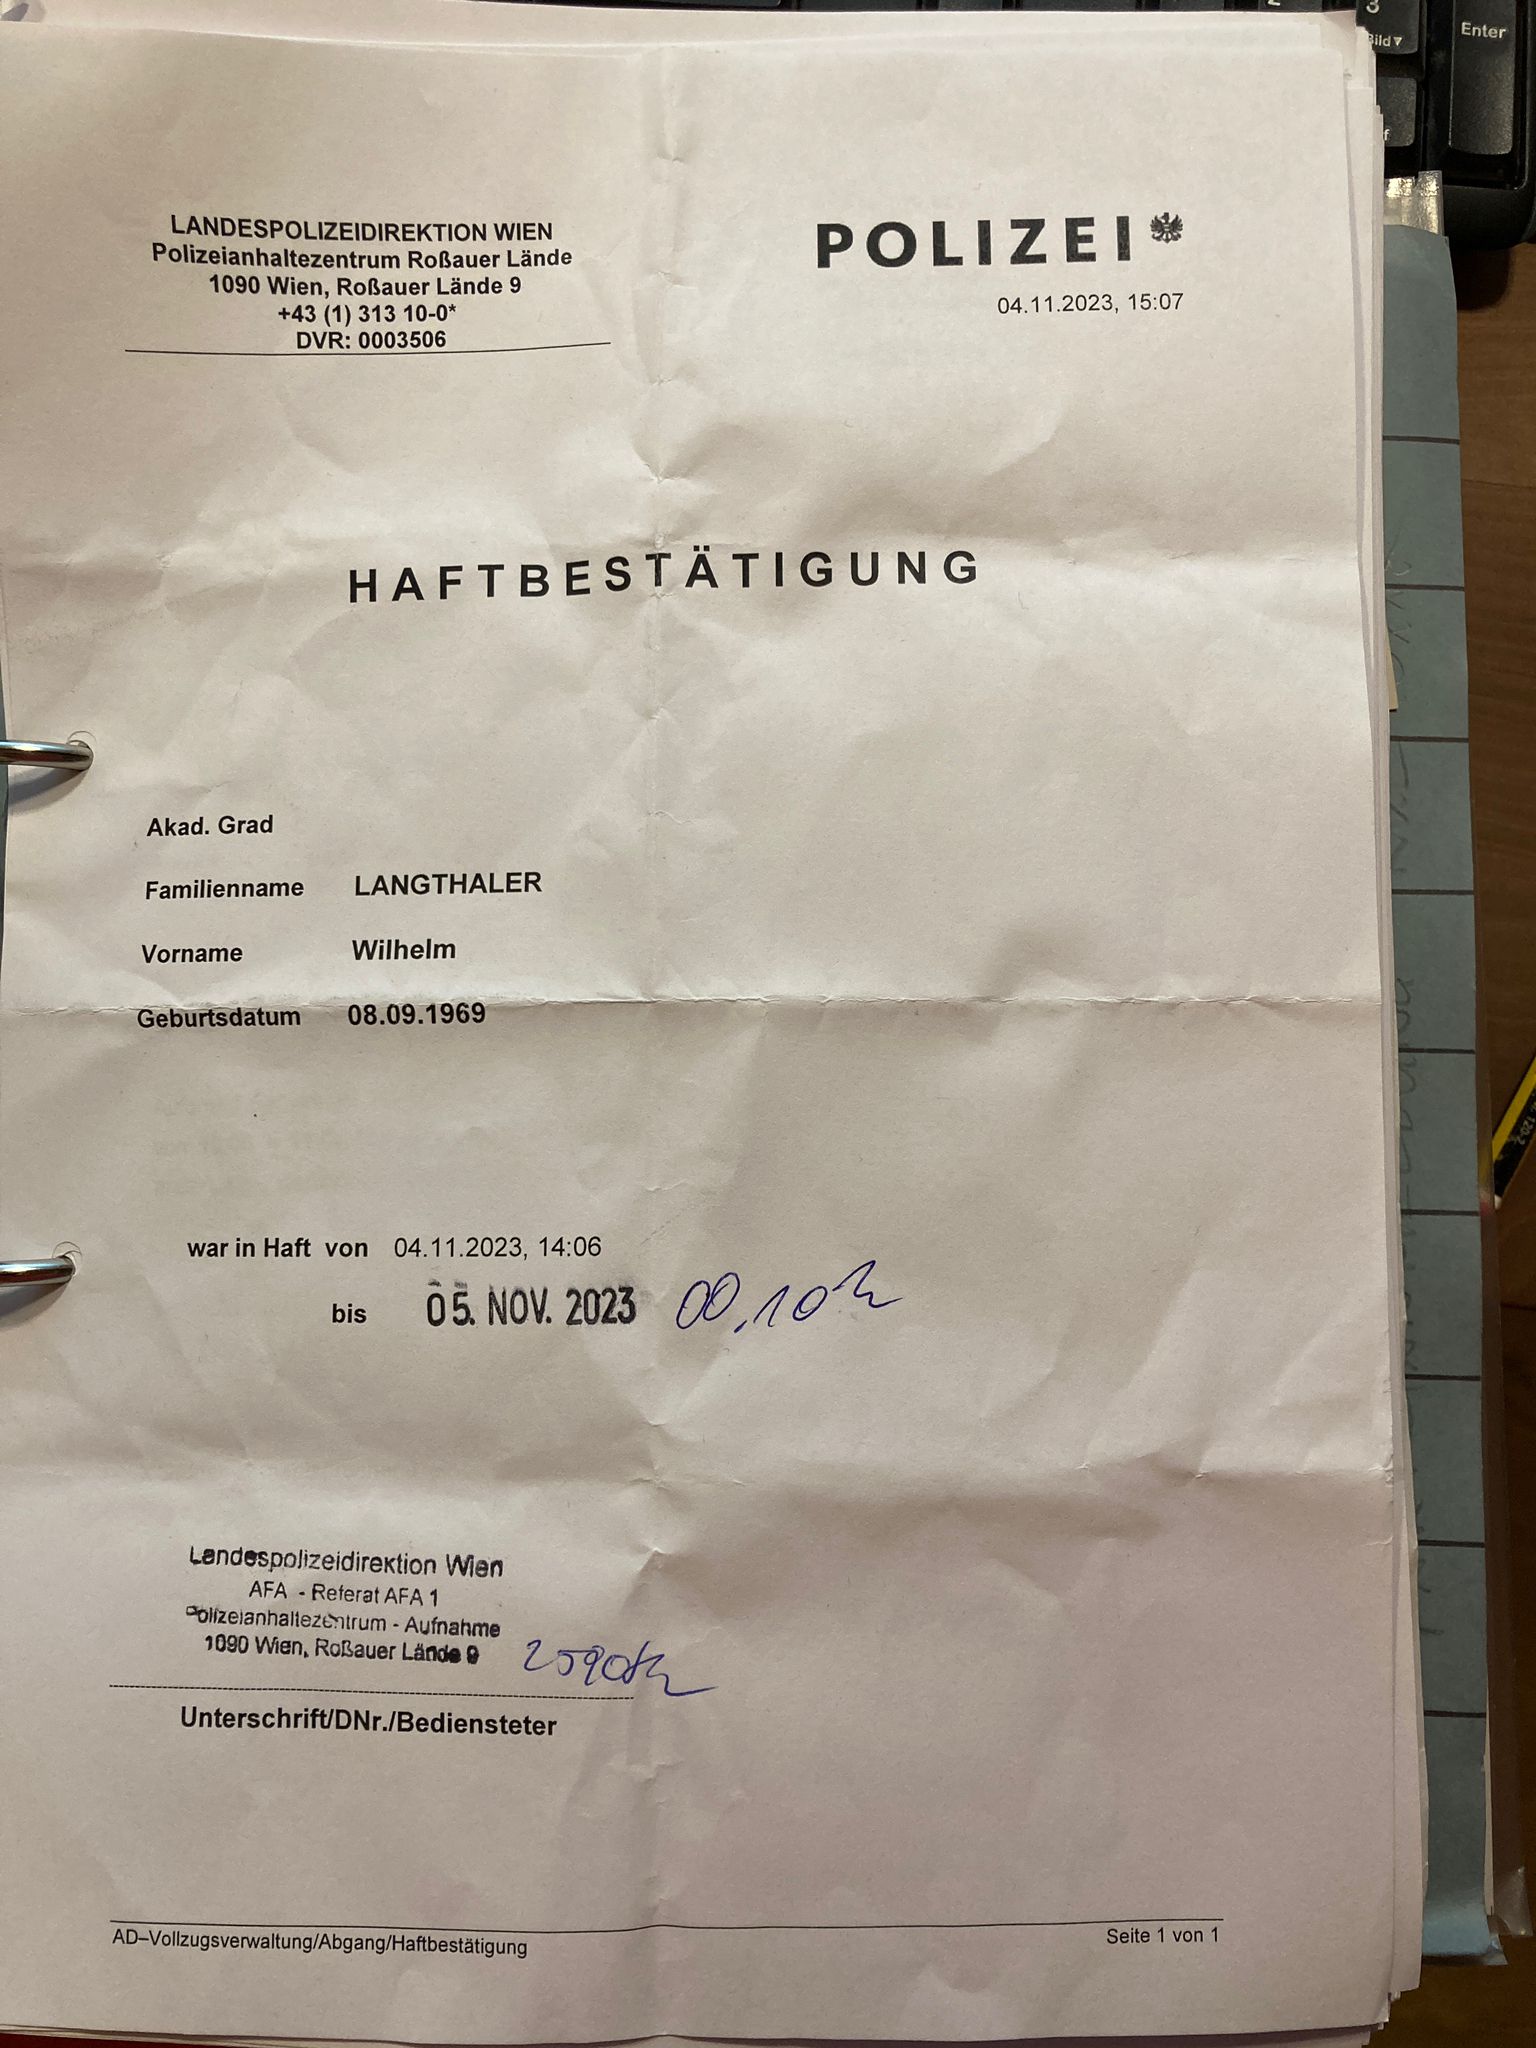 LANDESPOLIZEIDIREKTION WIEN
Polizeianhaltezentrum Roßauer Lände
1090 Wien, Roßauer Lände 9
+43 (1) 313 10-0*
DVR: 0003506
POLIZEI
04.11.2023, 15:07
HAFTBESTÄTIGUNG
Akad. Grad
Familienname LANGTHALER
Vorname Wilhelm
Geburtsdatum 08.09.1969
war in Haft von 04.11.2023, 14:06
bis 05. NOV. 2023 00,10h
Landespolizeidirektion Wien
AFA - Referat AFA 1
Polizeianhaltezentrum - Aufnahme
1090 Wien, Roßauer Lände 9
Unterschrift/DNr./Bediensteter
AD–Vollzugsverwaltung/Abgang/Haftbestätigung
Seite 1 von 1
3
Bild
Enter